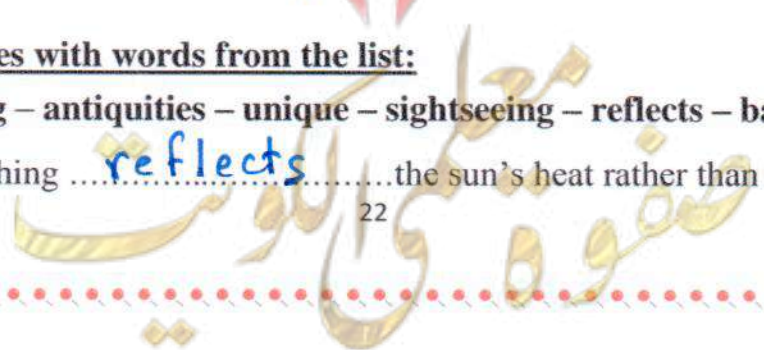 es with words from the list:
g – antiquities – unique – sightseeing – reflects – ba
hing ....reflects....the sun's heat rather than
22
صفوة معلمى الكويت